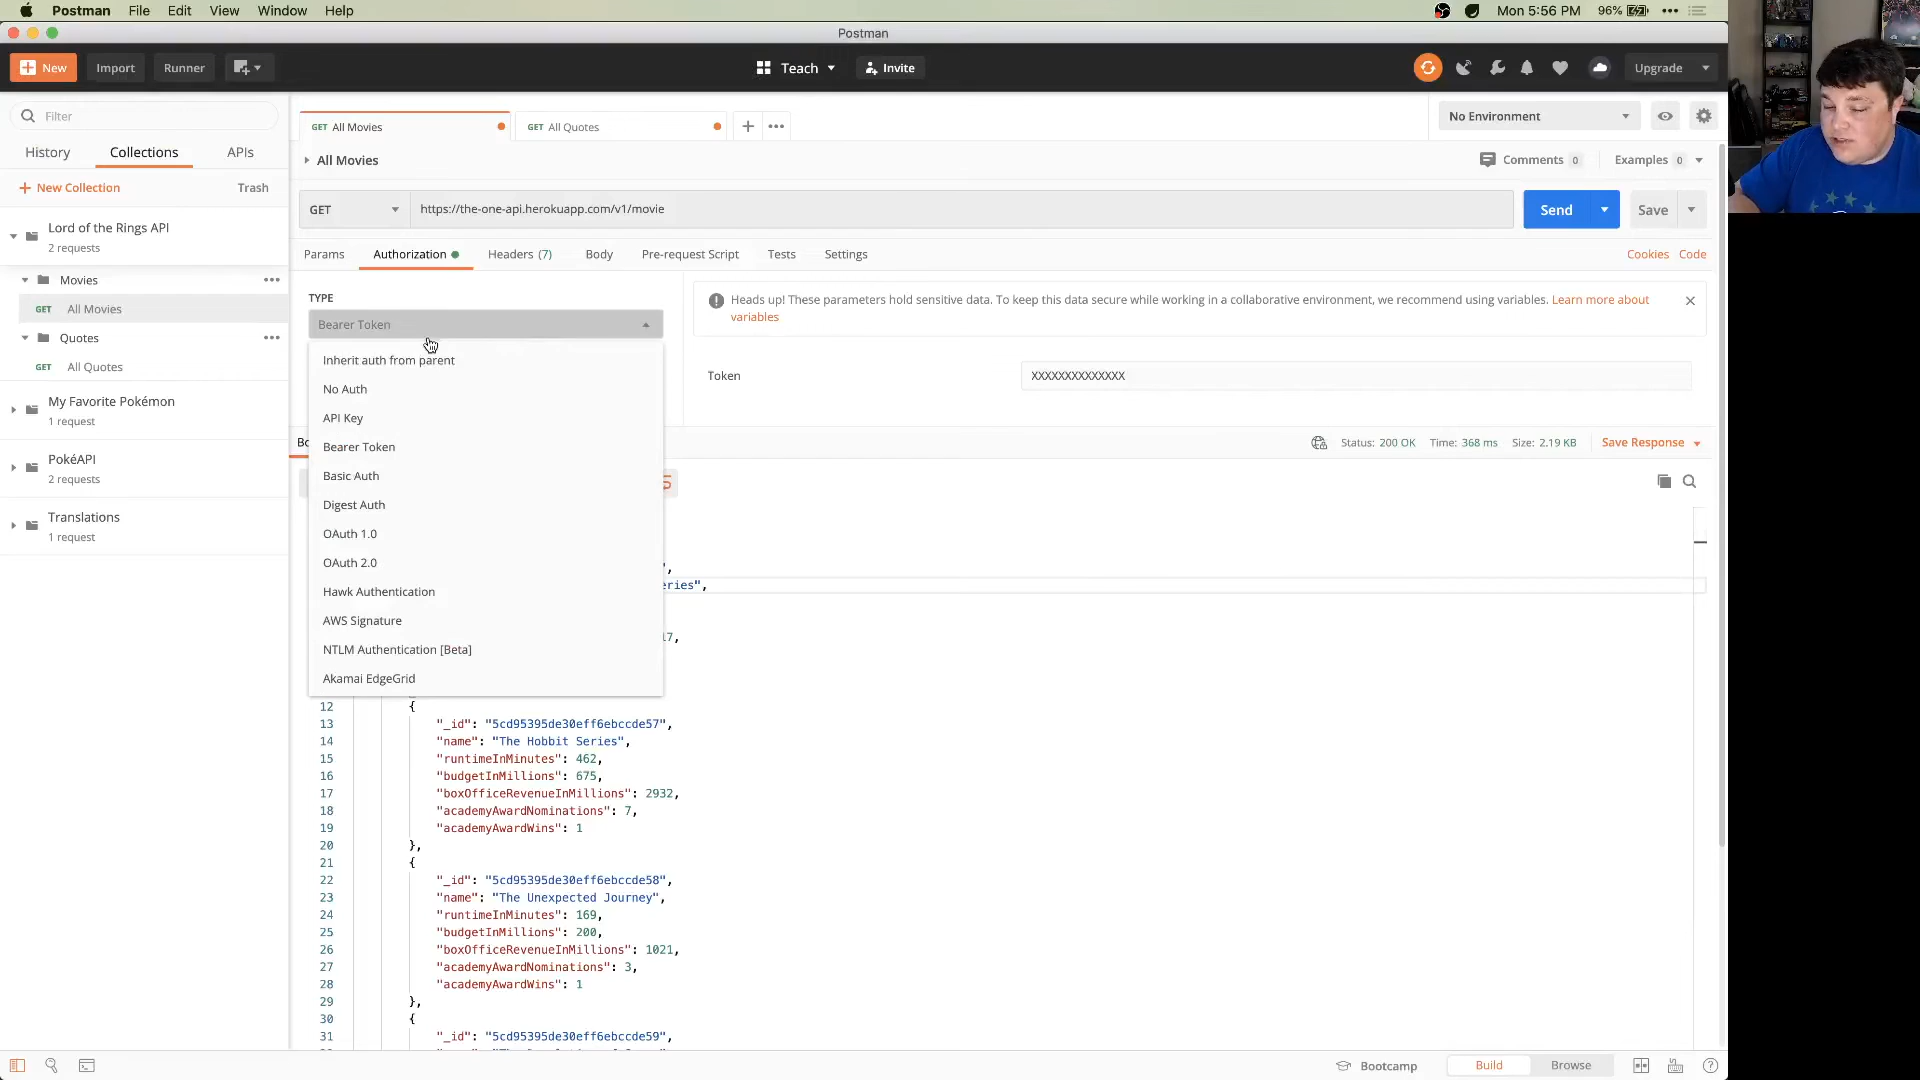 Postman File Edit View Window Help
Mon 5:56 PM 96%
Postman
New Import Runner
Teach Invite
Upgrade
Filter
History Collections APIs
New Collection Trash
Lord of the Rings API
2 requests
Movies
GET All Movies
Quotes
GET All Quotes
My Favorite Pokémon
1 request
PokéAPI
2 requests
Translations
1 request
GET All Movies
GET All Quotes
No Environment
All Movies
Comments 0 Examples 0
GET https://the-one-api.herokuapp.com/v1/movie Send Save
Params Authorization Headers (7) Body Pre-request Script Tests Settings Cookies Code
TYPE
Bearer Token
Heads up! These parameters hold sensitive data. To keep this data secure while working in a collaborative environment, we recommend using variables. Learn more about
variables
Token XXXXXXXXXXXXXX
Inherit auth from parent
No Auth
API Key
Bearer Token
Basic Auth
Digest Auth
OAuth 1.0
OAuth 2.0
Hawk Authentication
AWS Signature
NTLM Authentication [Beta]
Akamai EdgeGrid
Status: 200 OK Time: 368 ms Size: 2.19 KB Save Response
",
eries",
17,
12 {
13 "_id": "5cd95395de30eff6ebccde57",
14 "name": "The Hobbit Series",
15 "runtimeInMinutes": 462,
16 "budgetInMillions": 675,
17 "boxOfficeRevenueInMillions": 2932,
18 "academyAwardNominations": 7,
19 "academyAwardWins": 1
20 },
21 {
22 "_id": "5cd95395de30eff6ebccde58",
23 "name": "The Unexpected Journey",
24 "runtimeInMinutes": 169,
25 "budgetInMillions": 200,
26 "boxOfficeRevenueInMillions": 1021,
27 "academyAwardNominations": 3,
28 "academyAwardWins": 1
29 },
30 {
31 "_id": "5cd95395de30eff6ebccde59",
Bootcamp Build Browse